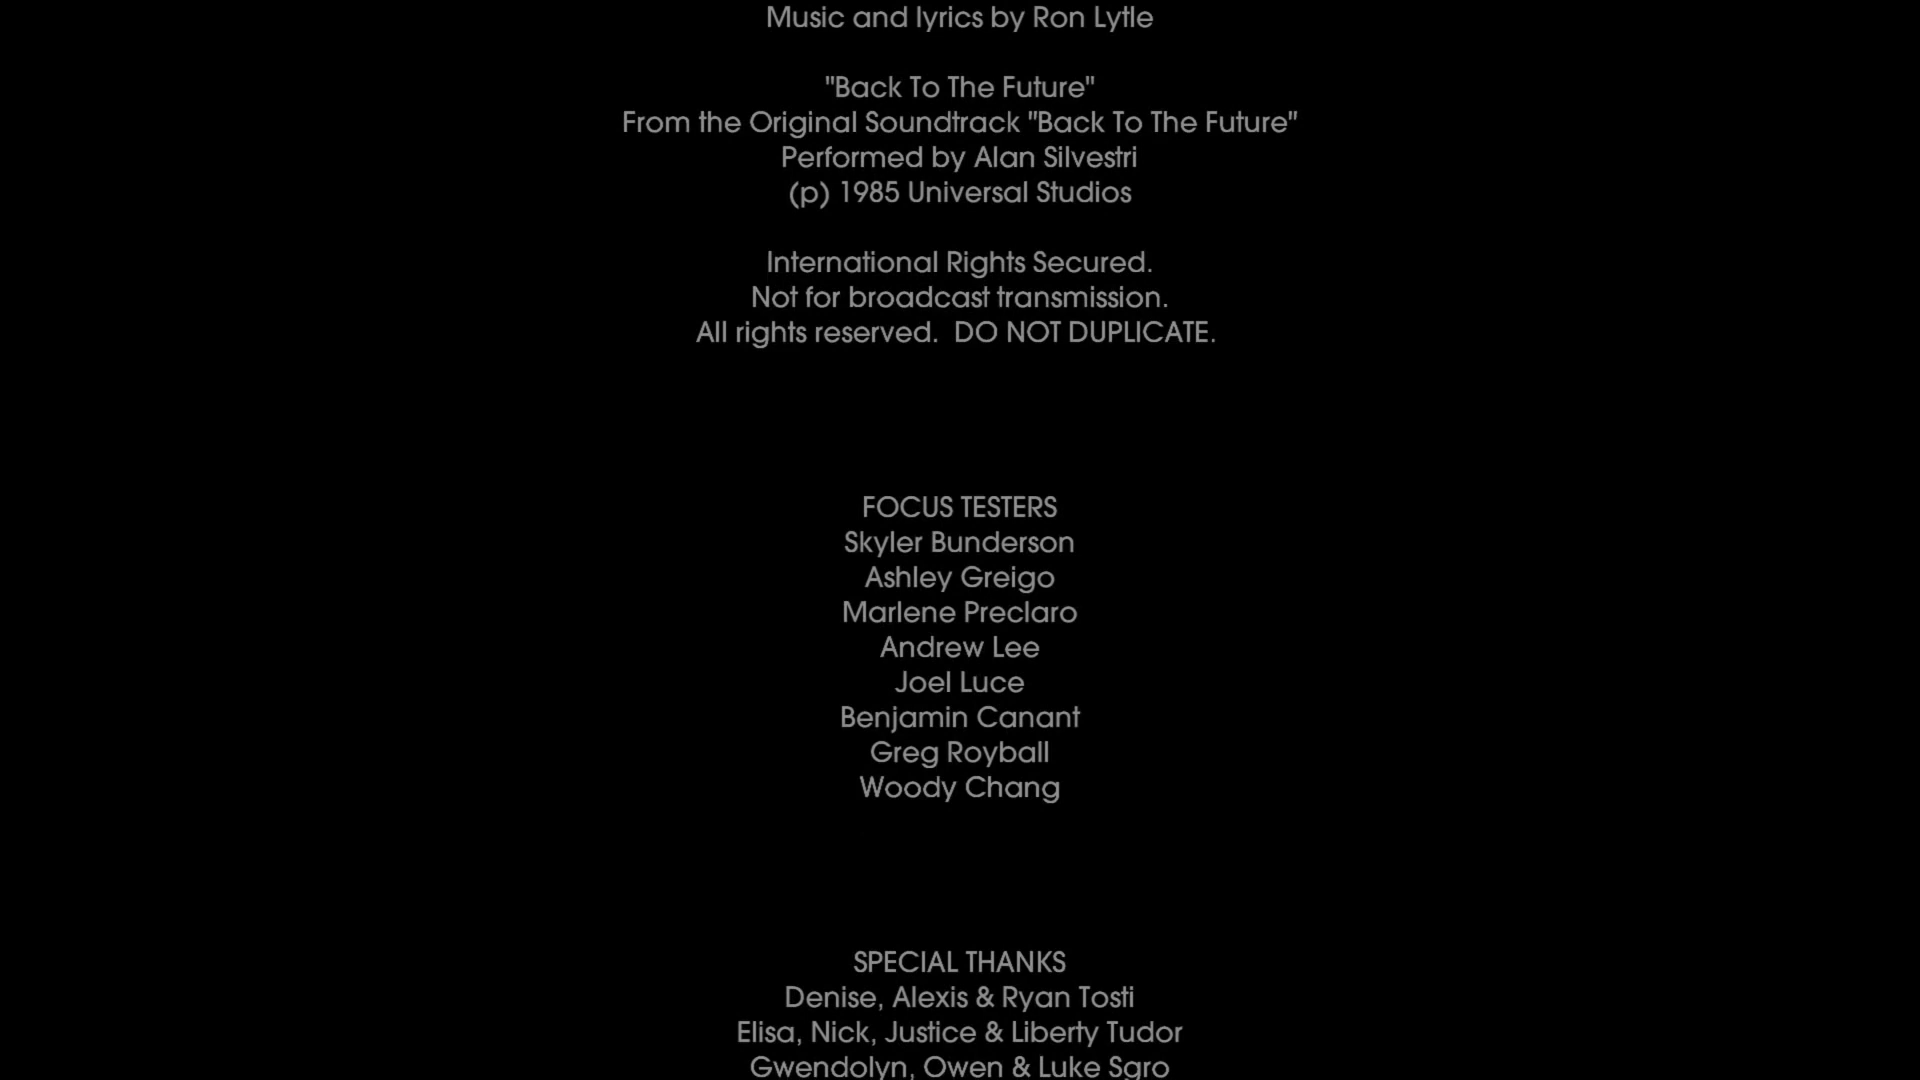 Music and lyrics by Ron Lytle
"Back To The Future"
From the Original Soundtrack "Back To The Future"
Performed by Alan Silvestri
(p) 1985 Universal Studios
International Rights Secured.
Not for broadcast transmission.
All rights reserved.  DO NOT DUPLICATE.
FOCUS TESTERS
Skyler Bunderson
Ashley Greigo
Marlene Preclaro
Andrew Lee
Joel Luce
Benjamin Canant
Greg Royball
Woody Chang
SPECIAL THANKS
Denise, Alexis & Ryan Tosti
Elisa, Nick, Justice & Liberty Tudor
Gwendolyn, Owen & Luke Sgro